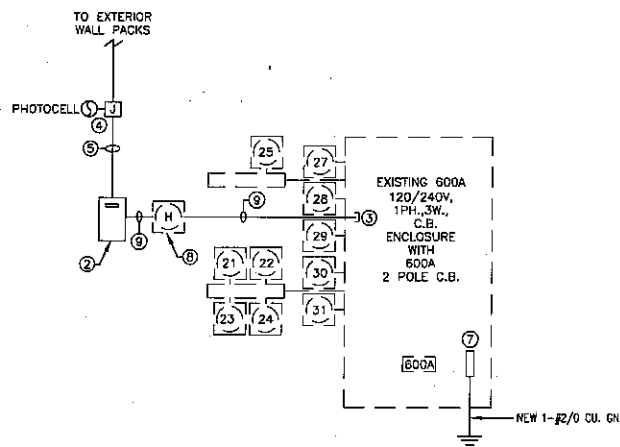 TO EXTERIOR
WALL PACKS
PHOTOCELL
J
4
5
25
27
28
9
H
9
2
8
3
29
21
22
30
23
24
31
EXISTING 600A
120/240V,
1PH.,3W.,
C.B.
ENCLOSURE
WITH
600A
2 POLE C.B.
7
600A
NEW 1-#2/0 CU. GN